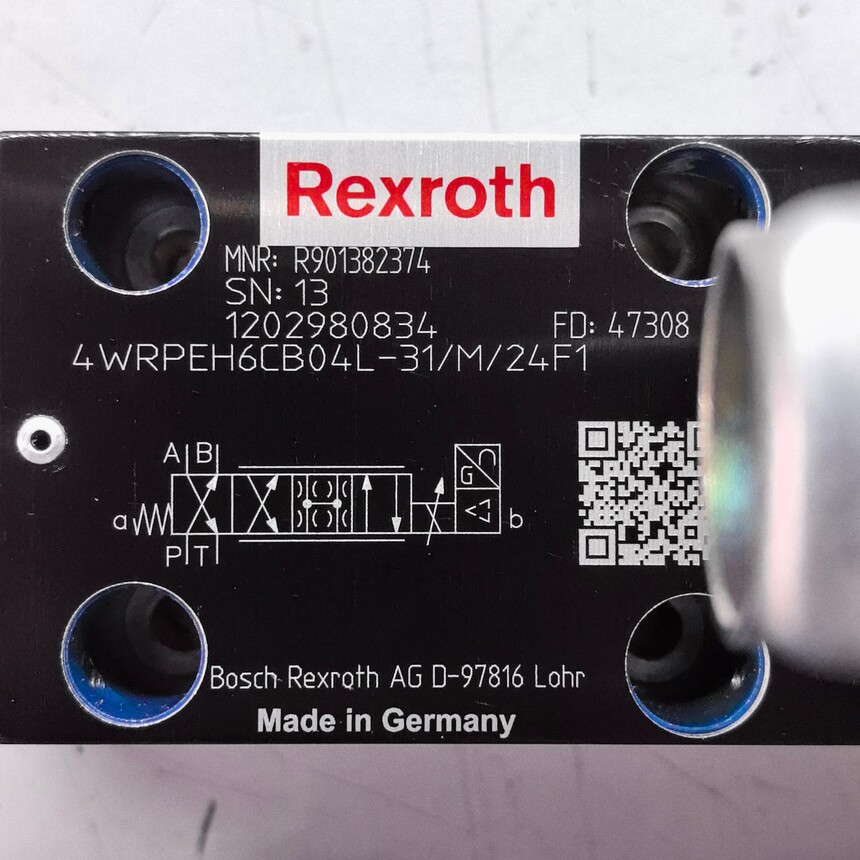 Rexroth
MNR: R901382374
SN: 13
1202980834 FD: 47308
4WRPEH6CB04L-31/M/24F1
A B
G
a b
P T
Bosch Rexroth AG D-97816 Lohr
Made in Germany